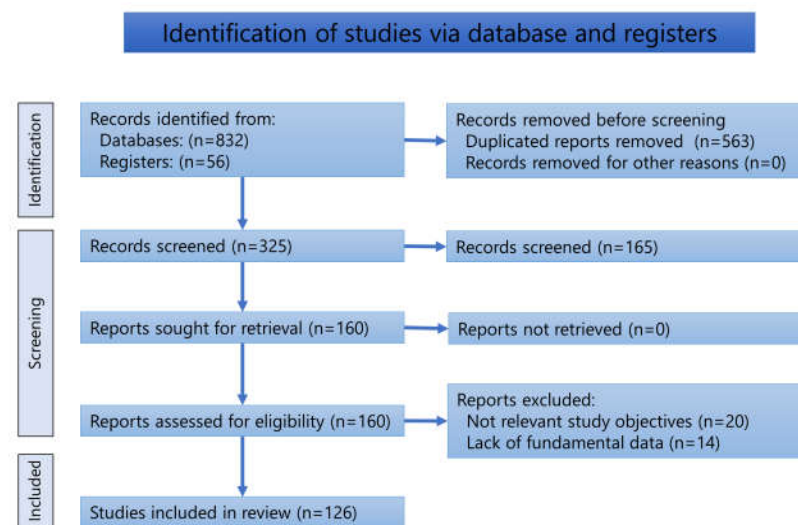 Identification of studies via database and registers
Identification
Records identified from:
Databases: (n=832)
Registers: (n=56)
Records removed before screening
Duplicated reports removed (n=563)
Records removed for other reasons (n=0)
Screening
Records screened (n=325)
Records screened (n=165)
Reports sought for retrieval (n=160)
Reports not retrieved (n=0)
Reports assessed for eligibility (n=160)
Reports excluded:
Not relevant study objectives (n=20)
Lack of fundamental data (n=14)
Included
Studies included in review (n=126)